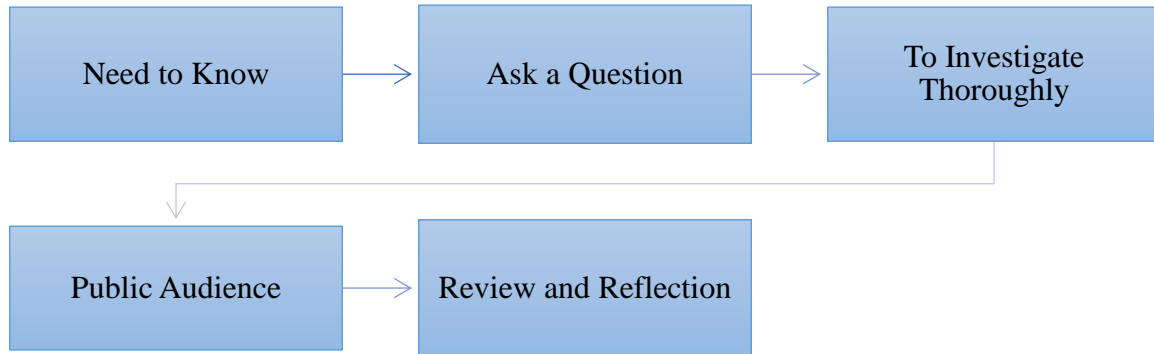 Need to Know
Ask a Question
To Investigate
Thoroughly
Public Audience
Review and Reflection